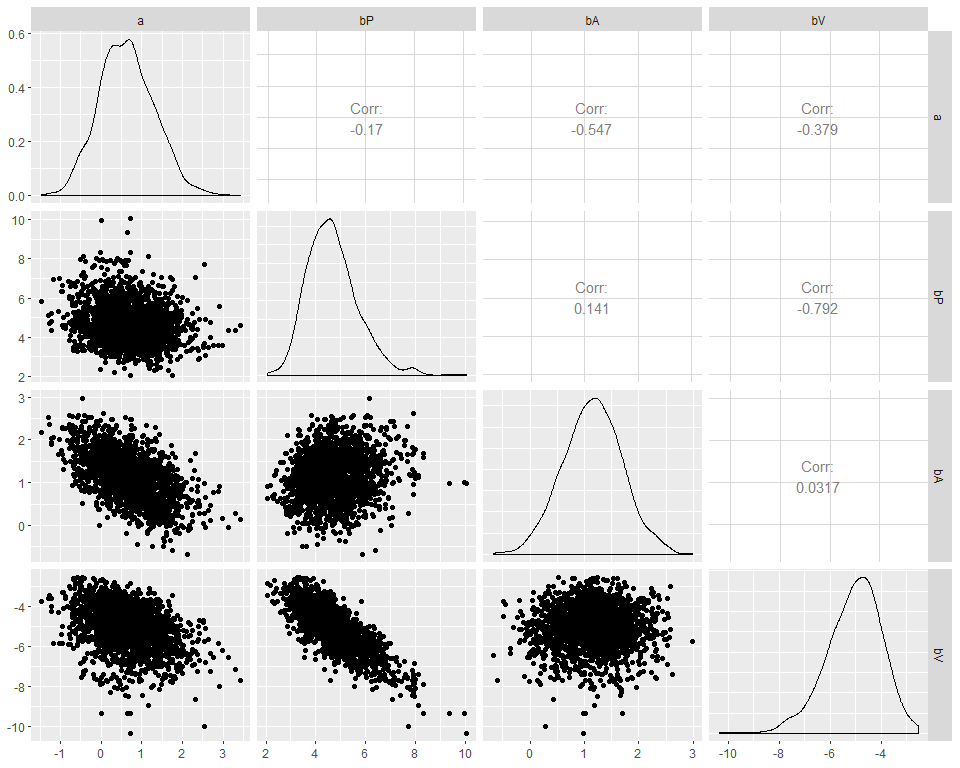 a bP bA bV
0.6
0.4
0.2
0.0
Corr:
-0.17
Corr:
-0.547
Corr:
-0.379
a
10
8
6
4
2
Corr:
0.141
Corr:
-0.792
bP
3
2
1
0
Corr:
0.0317
bA
-4
-6
-8
-10
bV
-1 0 1 2 3 2 4 6 8 10 0 1 2 3 -10 -8 -6 -4